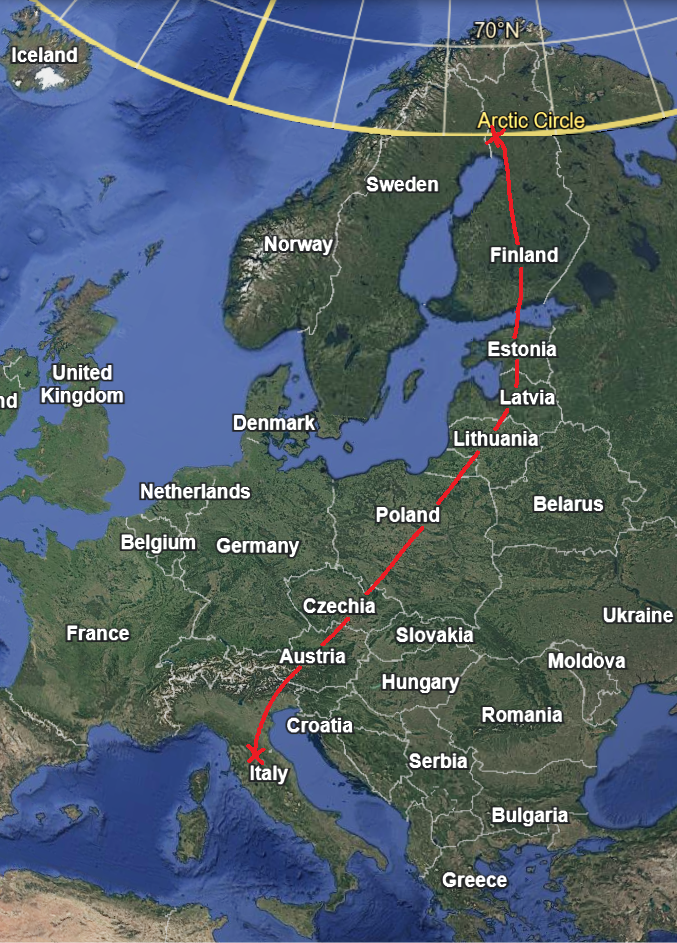 70°N
Iceland
Arctic Circle
Sweden
Norway
Finland
Estonia
United
Kingdom
nd
Latvia
Denmark
Lithuania
Netherlands
Belarus
Poland
Belgium
Germany
Czechia
Ukraine
France
Slovakia
Austria
Moldova
Hungary
Romania
Croatia
Serbia
Italy
Bulgaria
Greece